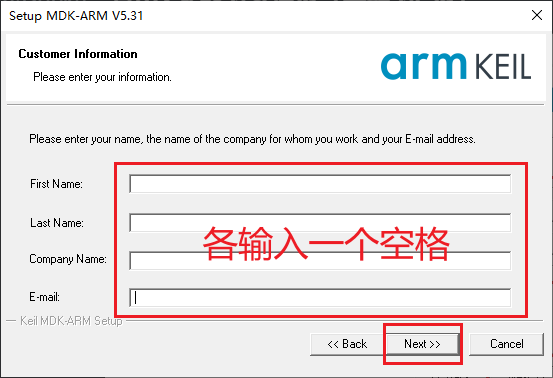 Setup MDK-ARM V5.31
Customer Information
Please enter your information.
arm KEIL
Please enter your name, the name of the company for whom you work and your E-mail address.
First Name:
Last Name:
各输入一个空格
Company Name:
E-mail:
Keil MDK-ARM Setup
<< Back
Next >>
Cancel